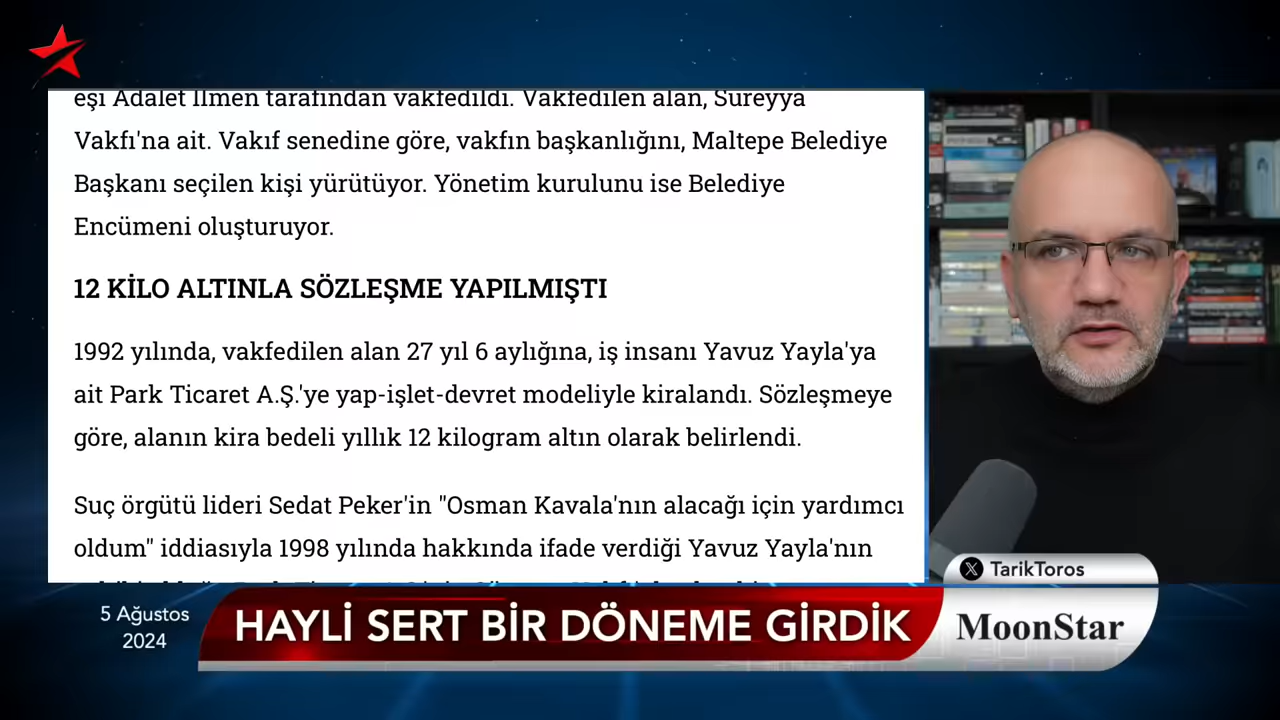 eşi Adalet İlmen tarafından vakfedildi. Vakfedilen alan, Süreyya
Vakfı'na ait. Vakıf senedine göre, vakfın başkanlığını, Maltepe Belediye
Başkanı seçilen kişi yürütüyor. Yönetim kurulunu ise Belediye
Encümeni oluşturuyor.
12 KİLO ALTINLA SÖZLEŞME YAPILMIŞTI
1992 yılında, vakfedilen alan 27 yıl 6 aylığına, iş insanı Yavuz Yayla'ya
ait Park Ticaret A.Ş.'ye yap-işlet-devret modeliyle kiralandı. Sözleşmeye
göre, alanın kira bedeli yıllık 12 kilogram altın olarak belirlendi.
Suç örgütü lideri Sedat Peker'in "Osman Kavala'nın alacağı için yardımcı
oldum" iddiasıyla 1998 yılında hakkında ifade verdiği Yavuz Yayla'nın
X TarikToros
5 Ağustos
2024
HAYLİ SERT BİR DÖNEME GİRDİK
MoonStar